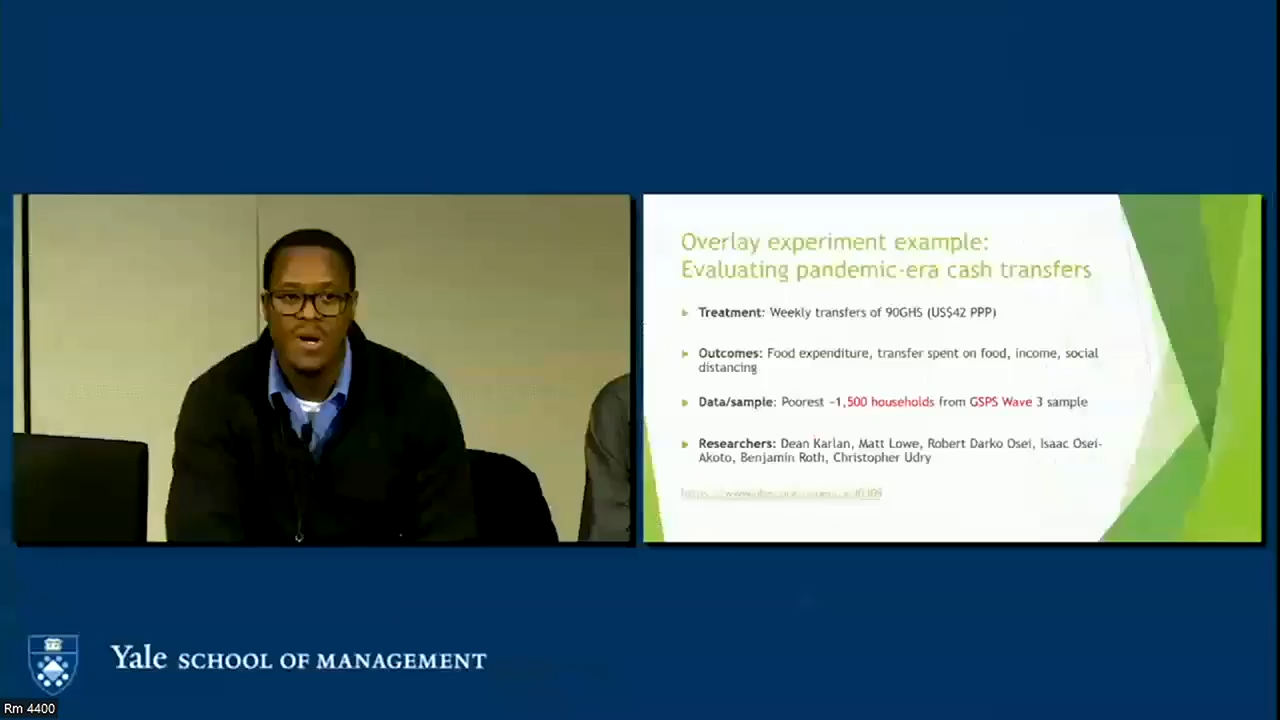 Overlay experiment example:
Evaluating pandemic-era cash transfers
Treatment: Weekly transfers of 90GHS (US$42 PPP)
Outcomes: Food expenditure, transfer spent on food, income, social
distancing
Data/sample: Poorest ~1,500 households from GSPS Wave 3 sample
Researchers: Dean Karlan, Matt Lowe, Robert Darko Osei, Isaac Osei-
Akoto, Benjamin Roth, Christopher Udry
Yale SCHOOL OF MANAGEMENT
Rm 4400